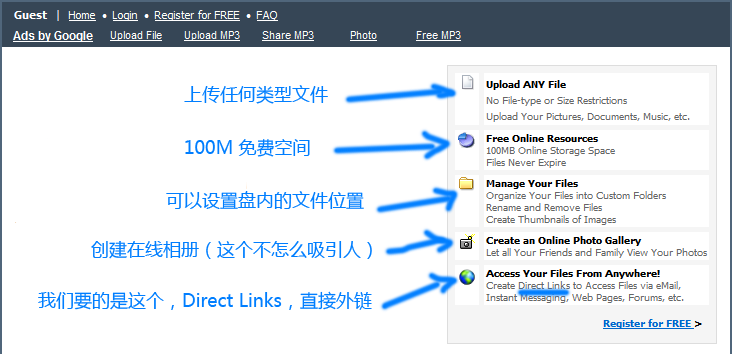 Guest | Home • Login • Register for FREE • FAQ
Ads by Google Upload File Upload MP3 Share MP3 Photo Free MP3
上传任何类型文件
Upload ANY File
No File-type or Size Restrictions
Upload Your Pictures, Documents, Music, etc.
100M 免费空间
Free Online Resources
100MB Online Storage Space
Files Never Expire
可以设置盘内的文件位置
Manage Your Files
Organize Your Files into Custom Folders
Rename and Remove Files
Create Thumbnails of Images
创建在线相册（这个不怎么吸引人）
Create an Online Photo Gallery
Let all Your Friends and Family View Your Photos
我们要的是这个，Direct Links，直接外链
Access Your Files From Anywhere!
Create Direct Links to Access Files via eMail,
Instant Messaging, Web Pages, Forums, etc.
Register for FREE >